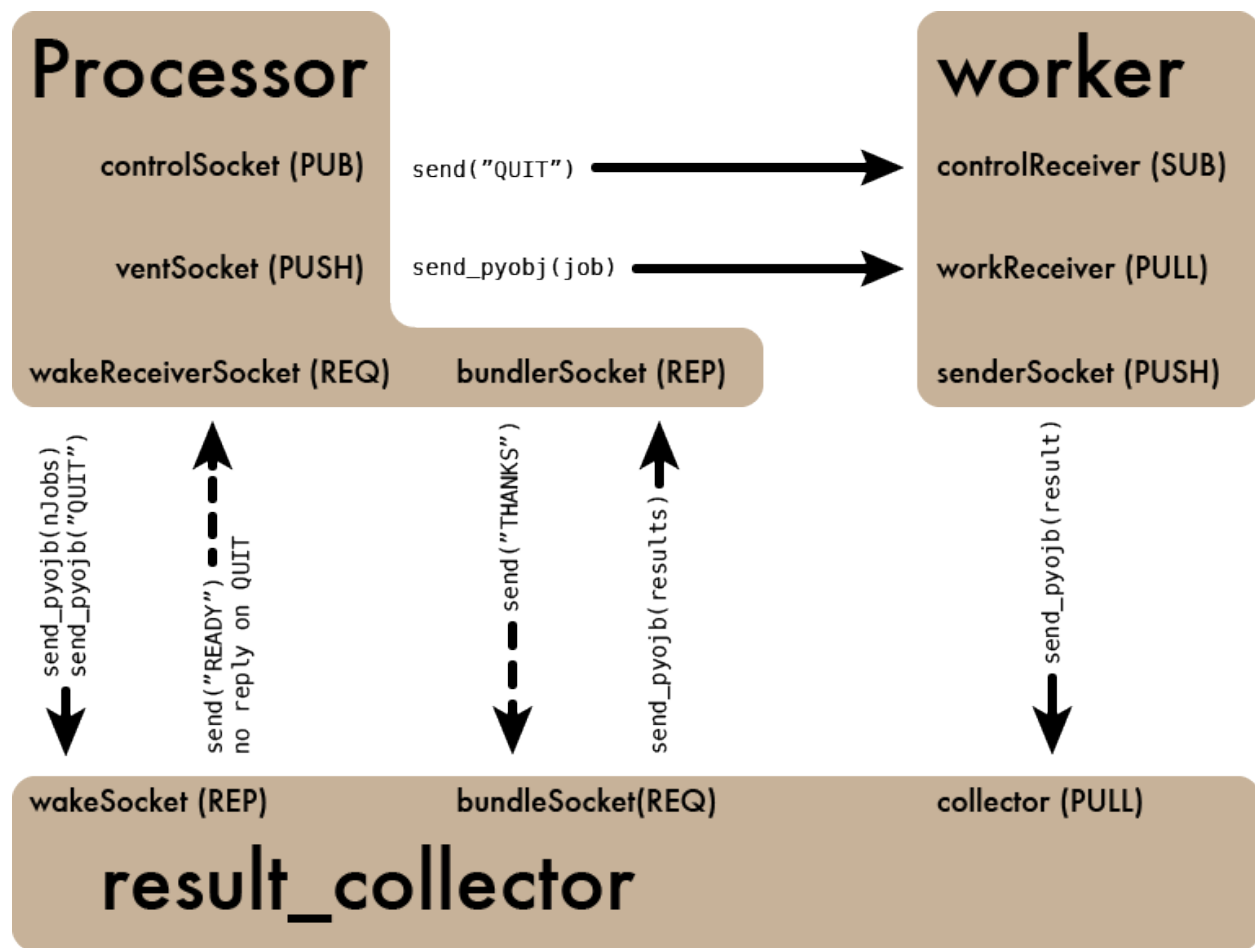 Processor
worker
controlSocket (PUB)
send(”QUIT”)
controlReceiver (SUB)
ventSocket (PUSH)
send_pyobj(job)
workReceiver (PULL)
wakeReceiverSocket (REQ)
bundlerSocket (REP)
senderSocket (PUSH)
send_pyojb(nJobs)
send_pyojb(”QUIT”)
send(”READY”)
no reply on QUIT
send(”THANKS”)
send_pyojb(results)
send_pyojb(result)
wakeSocket (REP)
bundleSocket(REQ)
collector (PULL)
result_collector